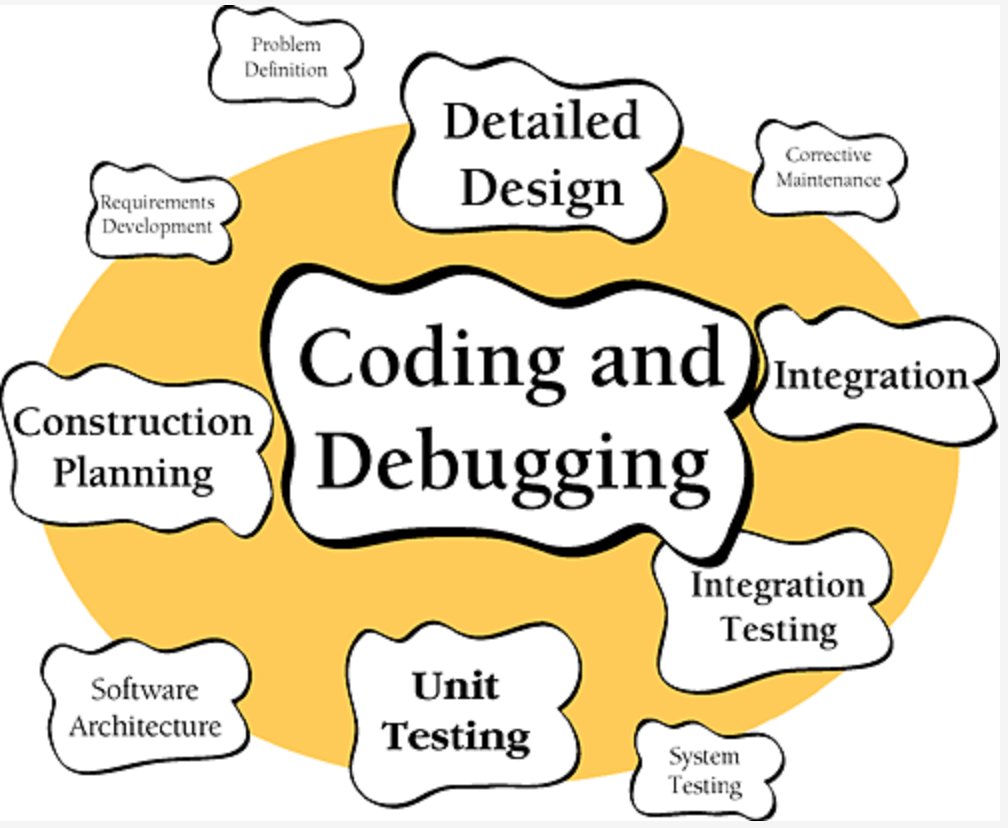 Problem
Definition
Detailed
Design
Corrective
Maintenance
Requirements
Development
Coding and
Debugging
Integration
Construction
Planning
Integration
Testing
Software
Architecture
Unit
Testing
System
Testing